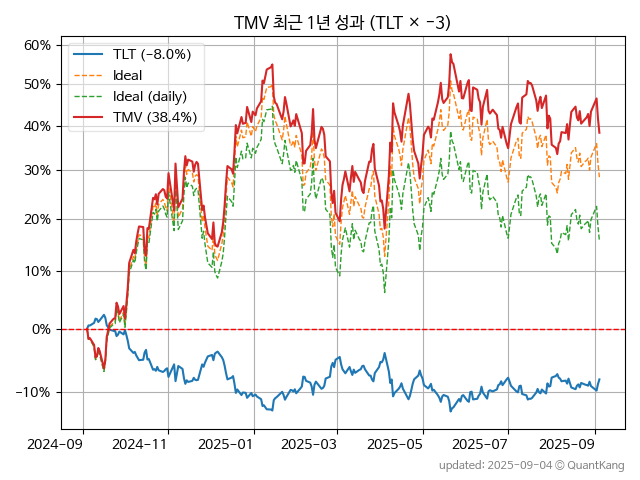 TMV 최근 1년 성과 (TLT × −3)
TLT (−8.0%)
Ideal
Ideal (daily)
TMV (38.4%)
60%
50%
40%
30%
20%
10%
0%
−10%
2024-09 2024-11 2025-01 2025-03 2025-05 2025-07 2025-09
updated: 2025-09-04 © QuantKang